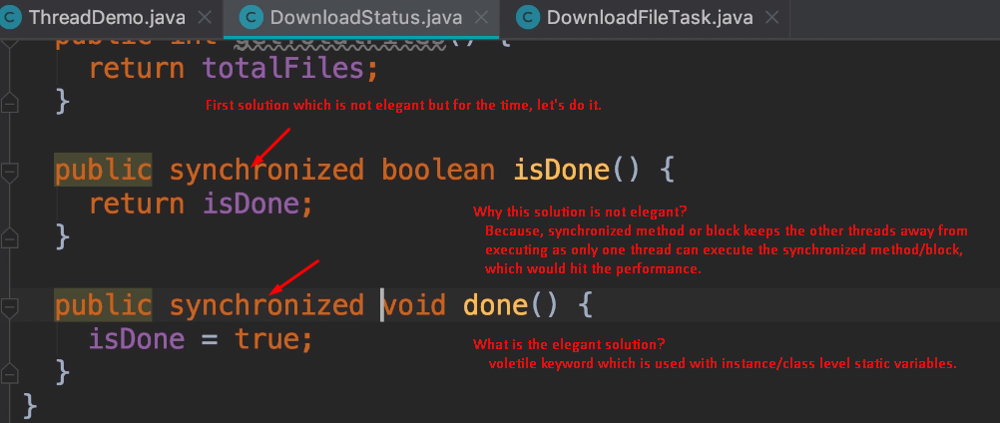 ThreadDemo.java
DownloadStatus.java
DownloadFileTask.java
public int getTotalFiles() {
return totalFiles;
}
First solution which is not elegant but for the time, let's do it.
public synchronized boolean isDone() {
return isDone;
}
Why this solution is not elegant?
Because, synchronized method or block keeps the other threads away from
executing as only one thread can execute the synchronized method/block,
which would hit the performance.
public synchronized void done() {
isDone = true;
}
What is the elegant solution?
voletile keyword which is used with instance/class level static variables.
}